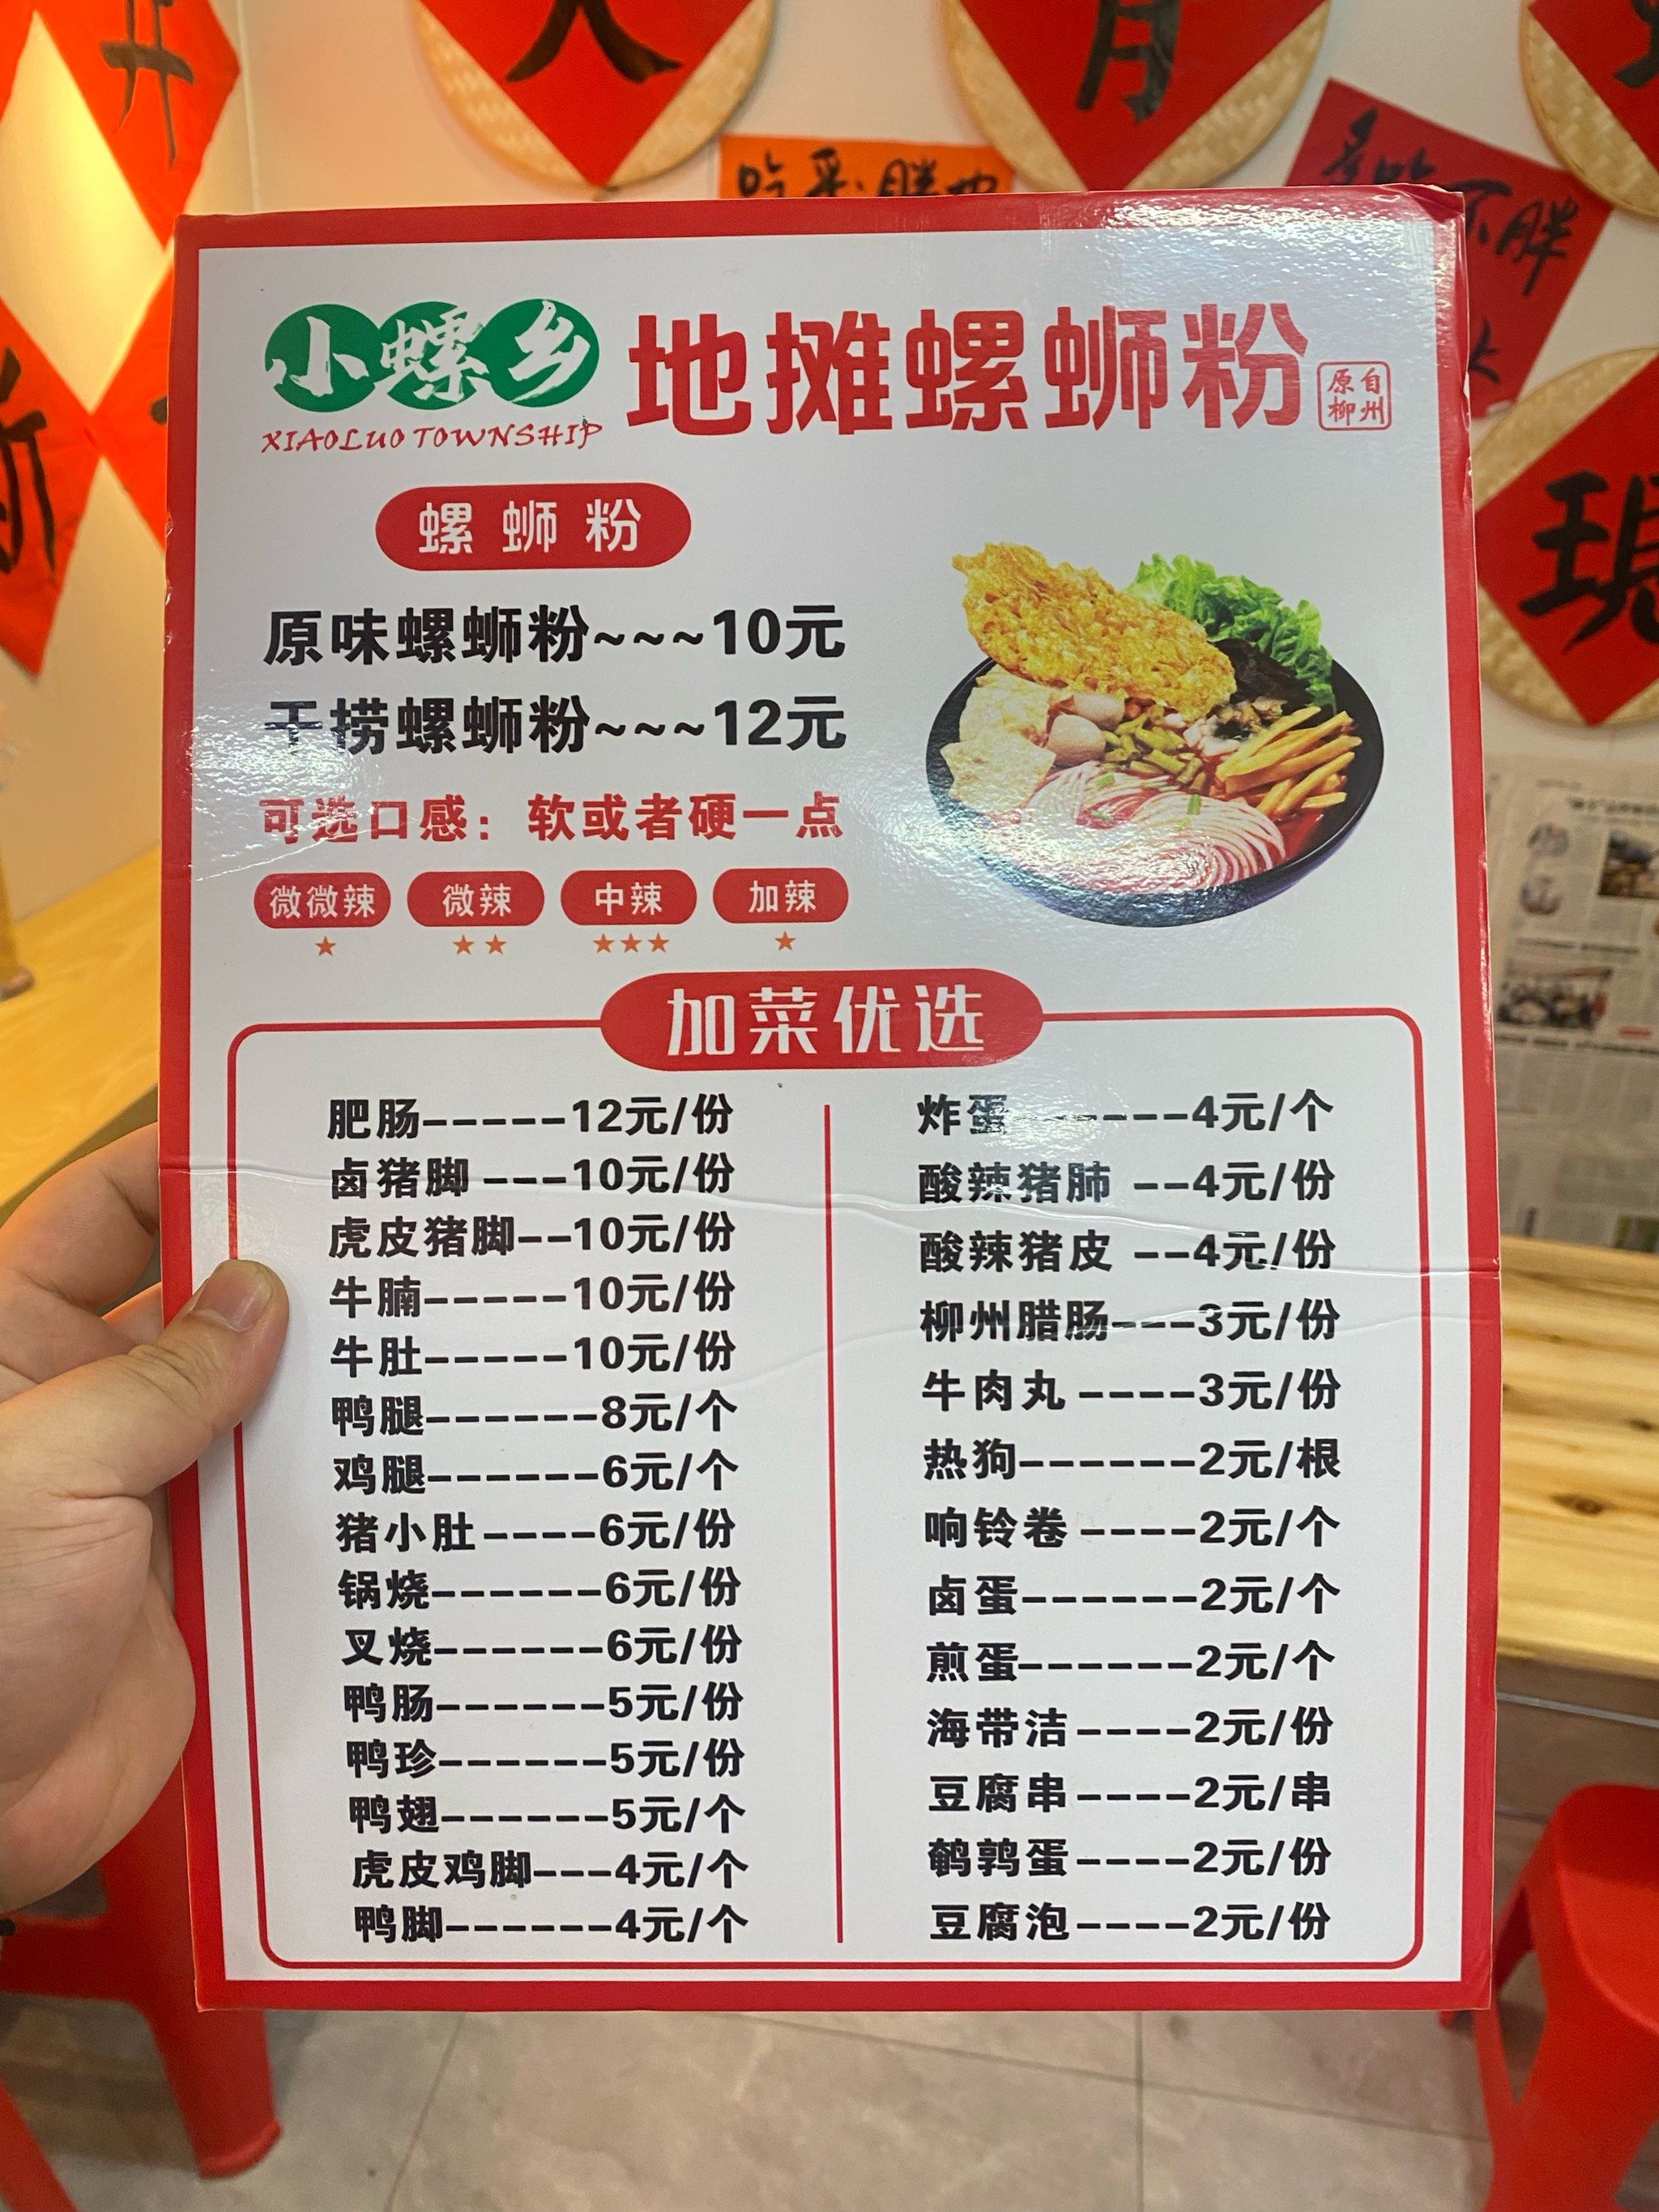 吃不胖
小螺乡
XIAOLUO TOWNSHIP
地摊螺蛳粉
原自
柳州
螺蛳粉
原味螺蛳粉~~~10元
干捞螺蛳粉~~~12元
可选口感：软或者硬一点
微微辣 微辣 中辣 加辣
★ ★★ ★★★ ★
加菜优选
肥肠-----12元/份
卤猪脚---10元/份
虎皮猪脚--10元/份
牛腩-----10元/份
牛肚-----10元/份
鸭腿------8元/个
鸡腿------6元/个
猪小肚----6元/份
锅烧------6元/份
叉烧------6元/份
鸭肠------5元/份
鸭珍------5元/份
鸭翅------5元/个
虎皮鸡脚---4元/个
鸭脚------4元/个
炸蛋------4元/个
酸辣猪肺--4元/份
酸辣猪皮--4元/份
柳州腊肠---3元/份
牛肉丸----3元/份
热狗------2元/根
响铃卷----2元/个
卤蛋------2元/个
煎蛋------2元/个
海带洁----2元/份
豆腐串----2元/串
鹌鹑蛋----2元/份
豆腐泡----2元/份